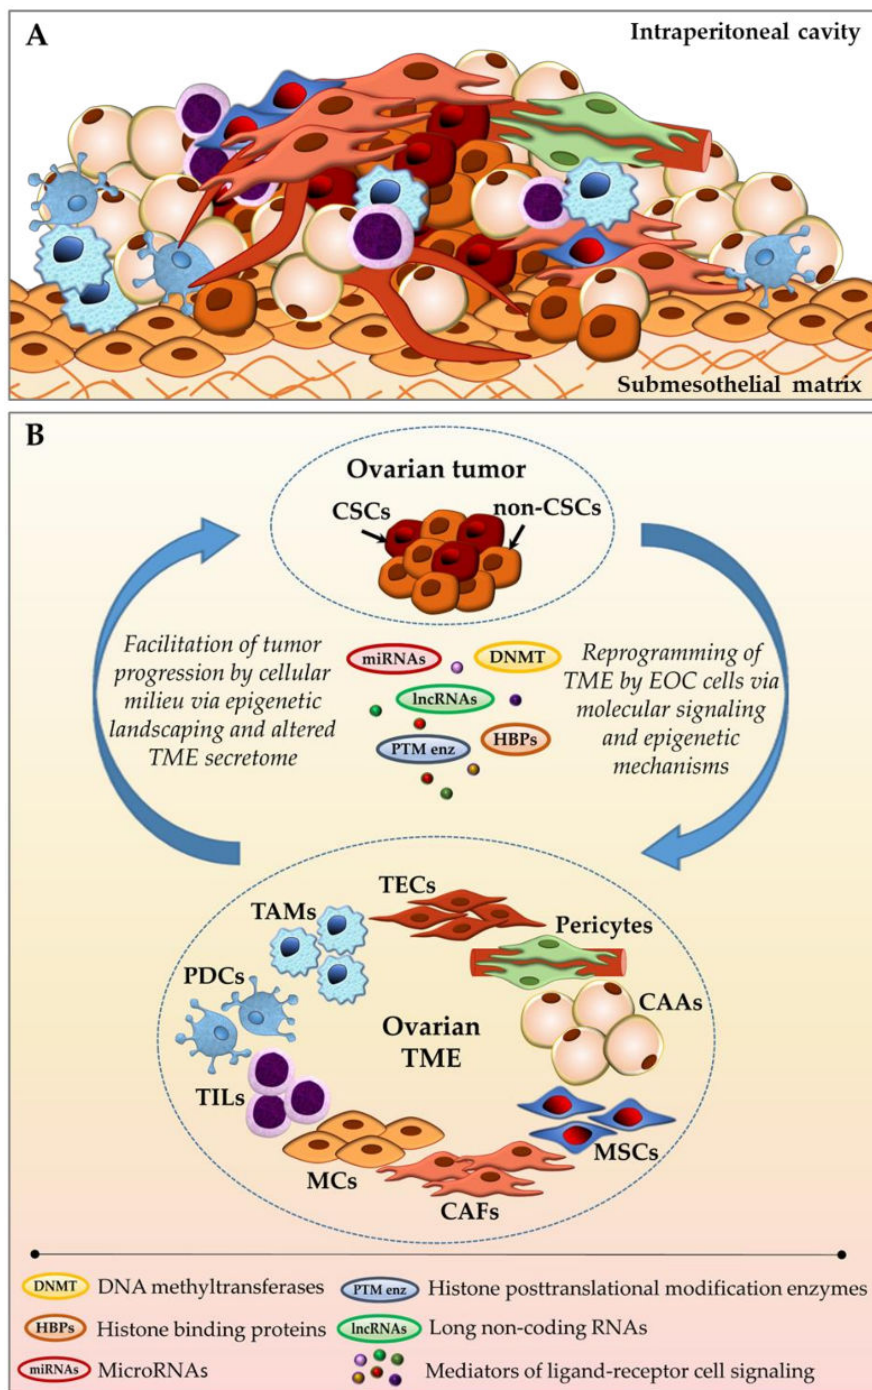 A
Intraperitoneal cavity
Submesothelial matrix
B
Ovarian tumor
CSCs
non-CSCs
Facilitation of tumor
progression by cellular
milieu via epigenetic
landscaping and altered
TME secretome
miRNAs
DNMT
lncRNAs
PTM enz
HBPs
Reprogramming of
TME by EOC cells via
molecular signaling
and epigenetic
mechanisms
TECs
TAMs
Pericytes
PDCs
CAAs
Ovarian
TME
TILs
MSCs
MCs
CAFs
DNMT DNA methyltransferases
PTM enz Histone posttranslational modification enzymes
HBPs Histone binding proteins
lncRNAs Long non-coding RNAs
miRNAs MicroRNAs
Mediators of ligand-receptor cell signaling